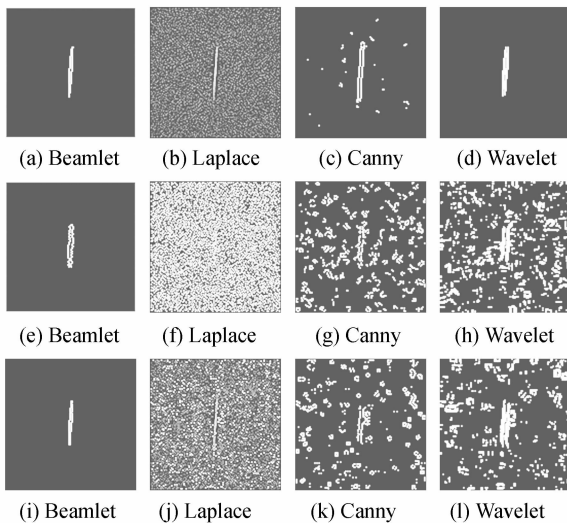 (a) Beamlet (b) Laplace (c) Canny (d) Wavelet
(e) Beamlet (f) Laplace (g) Canny (h) Wavelet
(i) Beamlet (j) Laplace (k) Canny (l) Wavelet